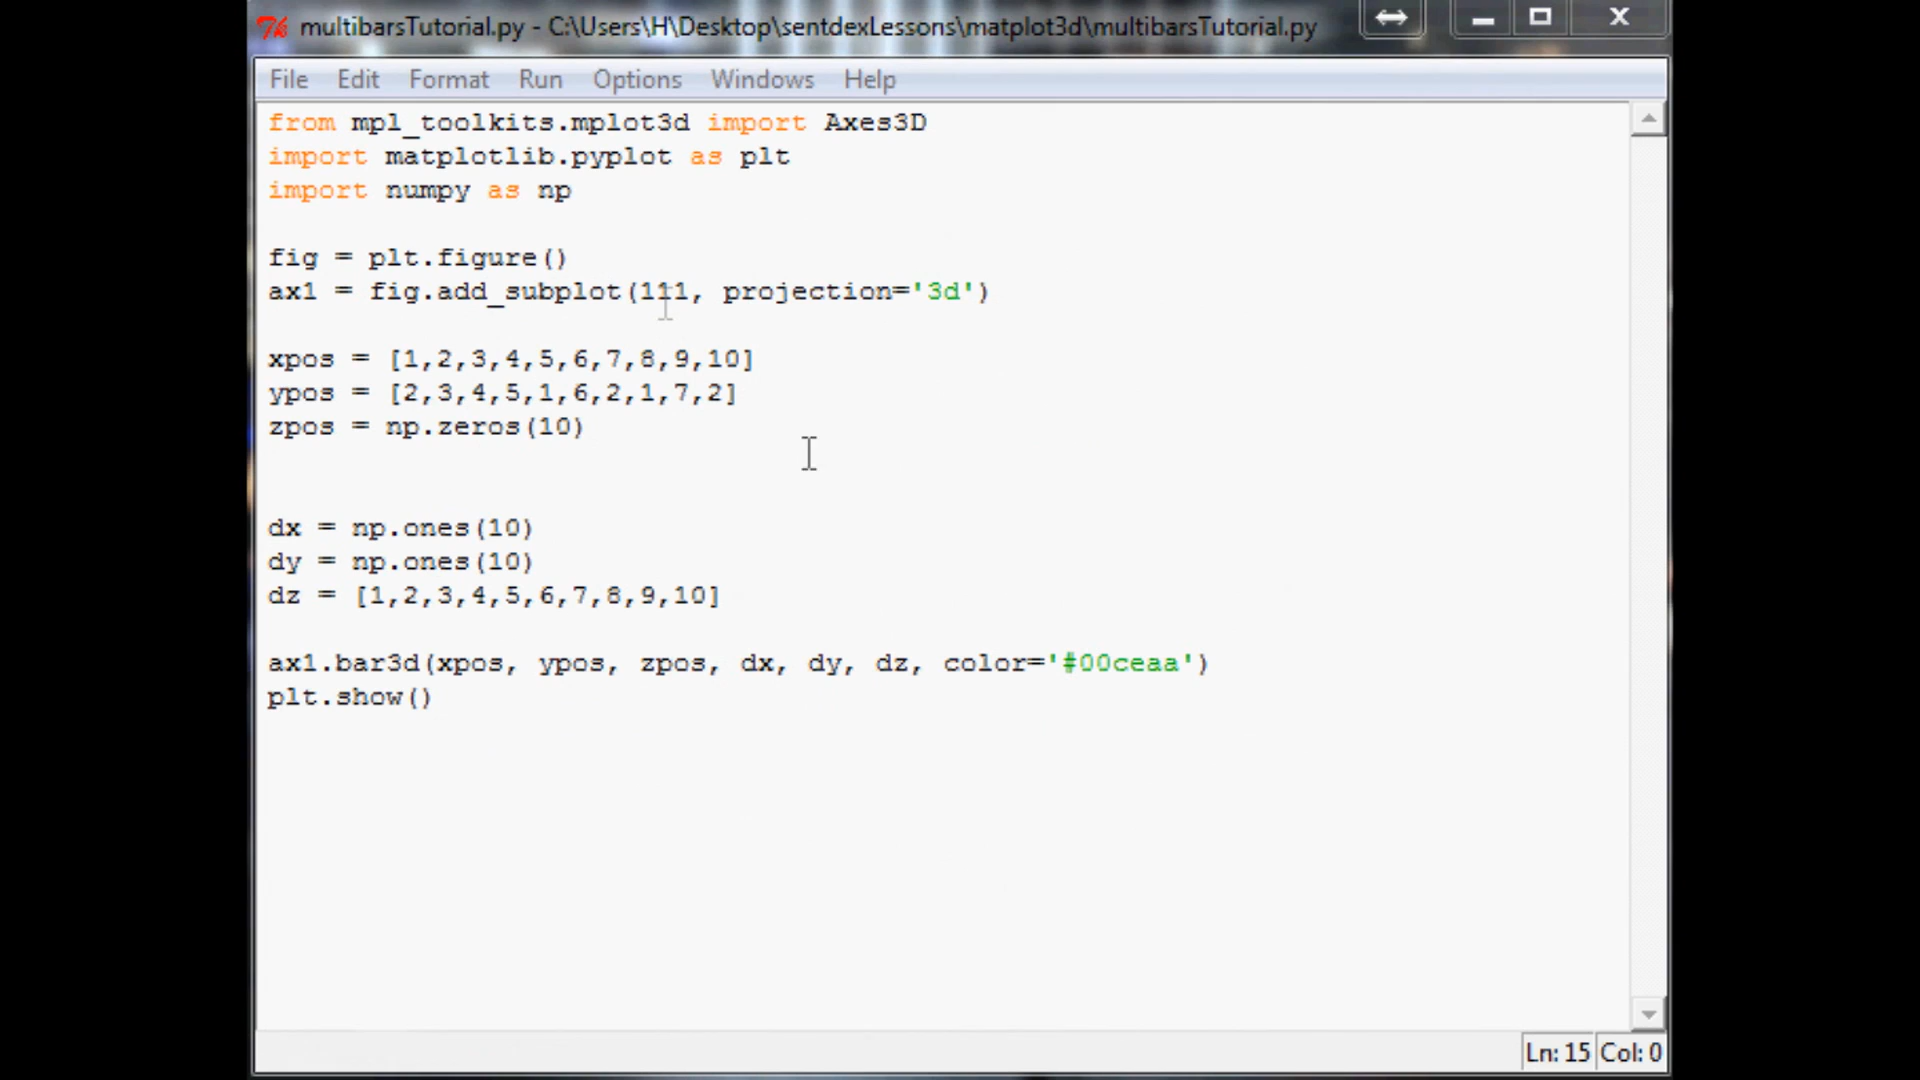 multibarsTutorial.py - C:\Users\H\Desktop\sentdexLessons\matplot3d\multibarsTutorial.py
File Edit Format Run Options Windows Help
from mpl_toolkits.mplot3d import Axes3D
import matplotlib.pyplot as plt
import numpy as np
fig = plt.figure()
ax1 = fig.add_subplot(111, projection='3d')
xpos = [1,2,3,4,5,6,7,8,9,10]
ypos = [2,3,4,5,1,6,2,1,7,2]
zpos = np.zeros(10)
dx = np.ones(10)
dy = np.ones(10)
dz = [1,2,3,4,5,6,7,8,9,10]
ax1.bar3d(xpos, ypos, zpos, dx, dy, dz, color='#00ceaa')
plt.show()
Ln: 15 Col: 0